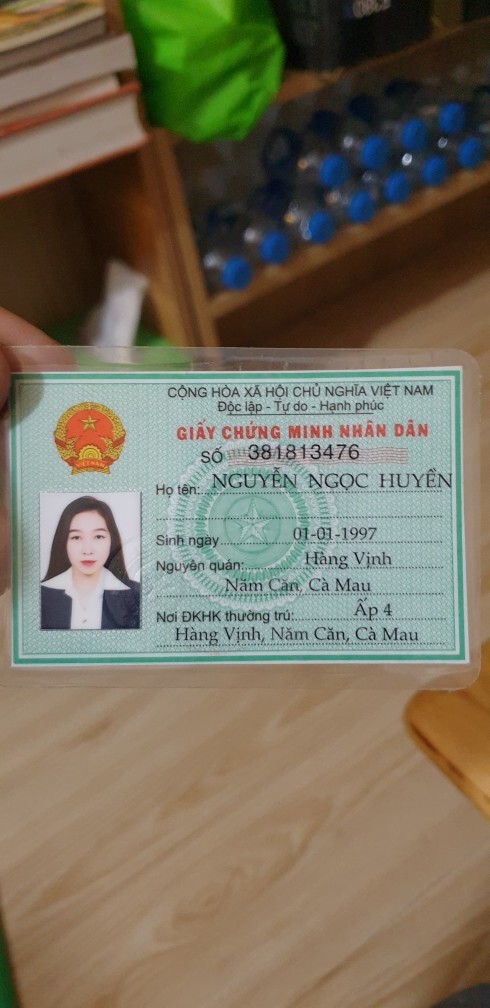 CỘNG HÒA XÃ HỘI CHỦ NGHĨA VIỆT NAM
Độc lập - Tự do - Hạnh phúc
GIẤY CHỨNG MINH NHÂN DÂN
SỐ 381813476
Họ tên: NGUYỄN NGỌC HUYỀN
Sinh ngày 01-01-1997
Nguyên quán: Hàng Vịnh
Năm Căn, Cà Mau
Nơi ĐKHK thường trú: Ấp 4
Hàng Vịnh, Năm Căn, Cà Mau
VIỆT NAM